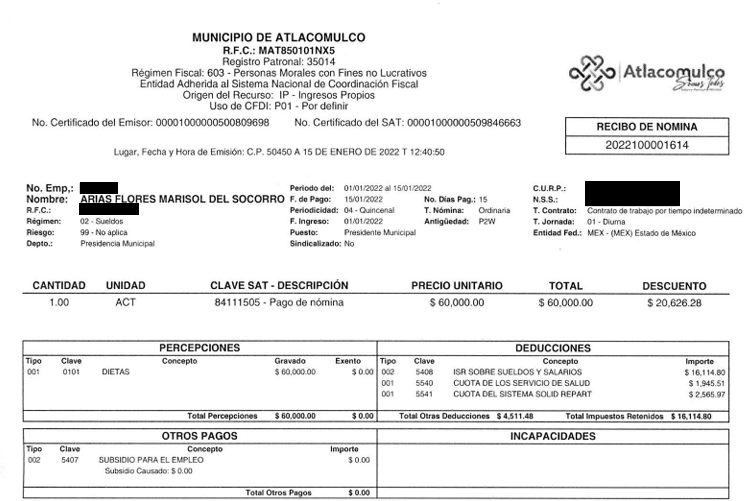 MUNICIPIO DE ATLACOMULCO
R.F.C.: MAT850101NX5
Registro Patronal: 35014
Régimen Fiscal: 603 - Personas Morales con Fines no Lucrativos
Entidad Adherida al Sistema Nacional de Coordinación Fiscal
Origen del Recurso: IP - Ingresos Propios
Uso de CFDI: P01 - Por definir
Atlacomulco
Somos Todos
No. Certificado del Emisor: 00001000000500809698 No. Certificado del SAT: 00001000000509846663
RECIBO DE NOMINA
2022100001614
Lugar, Fecha y Hora de Emisión: C.P. 50450 A 15 DE ENERO DE 2022 T 12:40:50
No. Emp,: Periodo del: 01/01/2022 al 15/01/2022 C.U.R.P.:
Nombre: ARIAS FLORES MARISOL DEL SOCORRO F. de Pago: 15/01/2022 No. Días Pag.: 15 N.S.S.:
R.F.C.: Periodicidad: 04 - Quincenal T. Nómina: Ordinaria T. Contrato: Contrato de trabajo por tiempo indeterminado
Régimen: 02 - Sueldos F. Ingreso: 01/01/2022 Antigüedad: P2W T. Jornada: 01 - Diurna
Riesgo: 99 - No aplica Puesto: Presidente Municipal Entidad Fed.: MEX - (MEX) Estado de México
Depto.: Presidencia Municipal Sindicalizado: No
CANTIDAD UNIDAD CLAVE SAT - DESCRIPCIÓN PRECIO UNITARIO TOTAL DESCUENTO
1.00 ACT 84111505 - Pago de nómina $ 60,000.00 $ 60,000.00 $ 20,626.28
PERCEPCIONES DEDUCCIONES
Tipo Clave Concepto Gravado Exento Tipo Clave Concepto Importe
001 0101 DIETAS $ 60,000.00 $ 0.00 002 5408 ISR SOBRE SUELDOS Y SALARIOS $ 16,114.80
001 5540 CUOTA DE LOS SERVICIO DE SALUD $ 1,945.51
001 5541 CUOTA DEL SISTEMA SOLID REPART $ 2,565.97
Total Percepciones $ 60,000.00 $ 0.00 Total Otras Deducciones $ 4,511.48 Total Impuestos Retenidos $ 16,114.80
OTROS PAGOS INCAPACIDADES
Tipo Clave Concepto Importe
002 5407 SUBSIDIO PARA EL EMPLEO $ 0.00
Subsidio Causado: $ 0.00
Total Otros Pagos $ 0.00